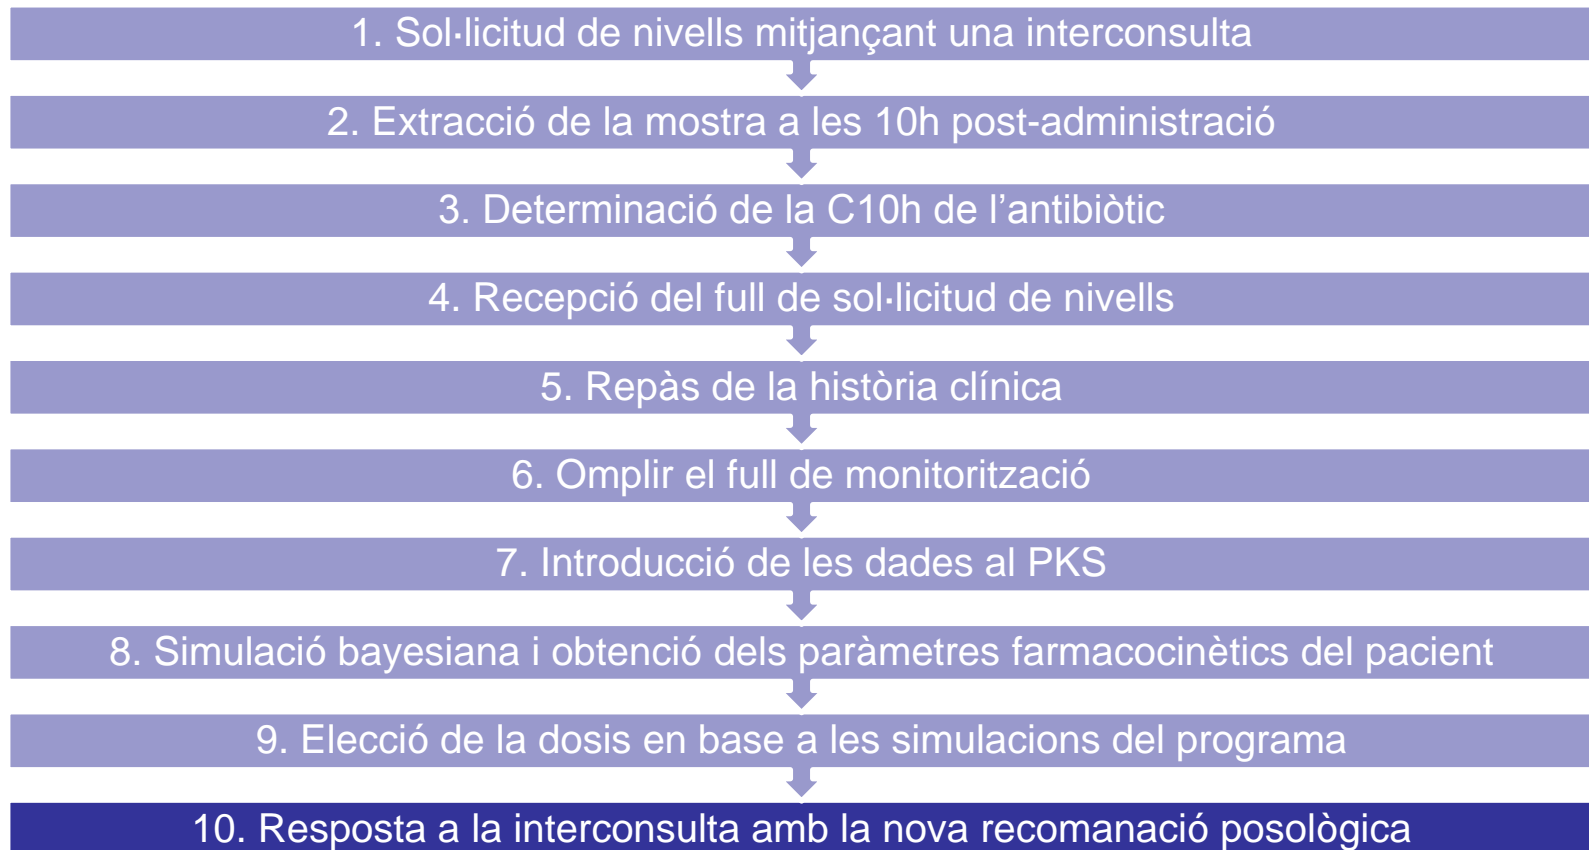 1. Sol·licitud de nivells mitjançant una interconsulta
2. Extracció de la mostra a les 10h post-administració
3. Determinació de la C10h de l’antibiòtic
4. Recepció del full de sol·licitud de nivells
5. Repàs de la història clínica
6. Omplir el full de monitorització
7. Introducció de les dades al PKS
8. Simulació bayesiana i obtenció dels paràmetres farmacocinètics del pacient
9. Elecció de la dosis en base a les simulacions del programa
10. Resposta a la interconsulta amb la nova recomanació posològica